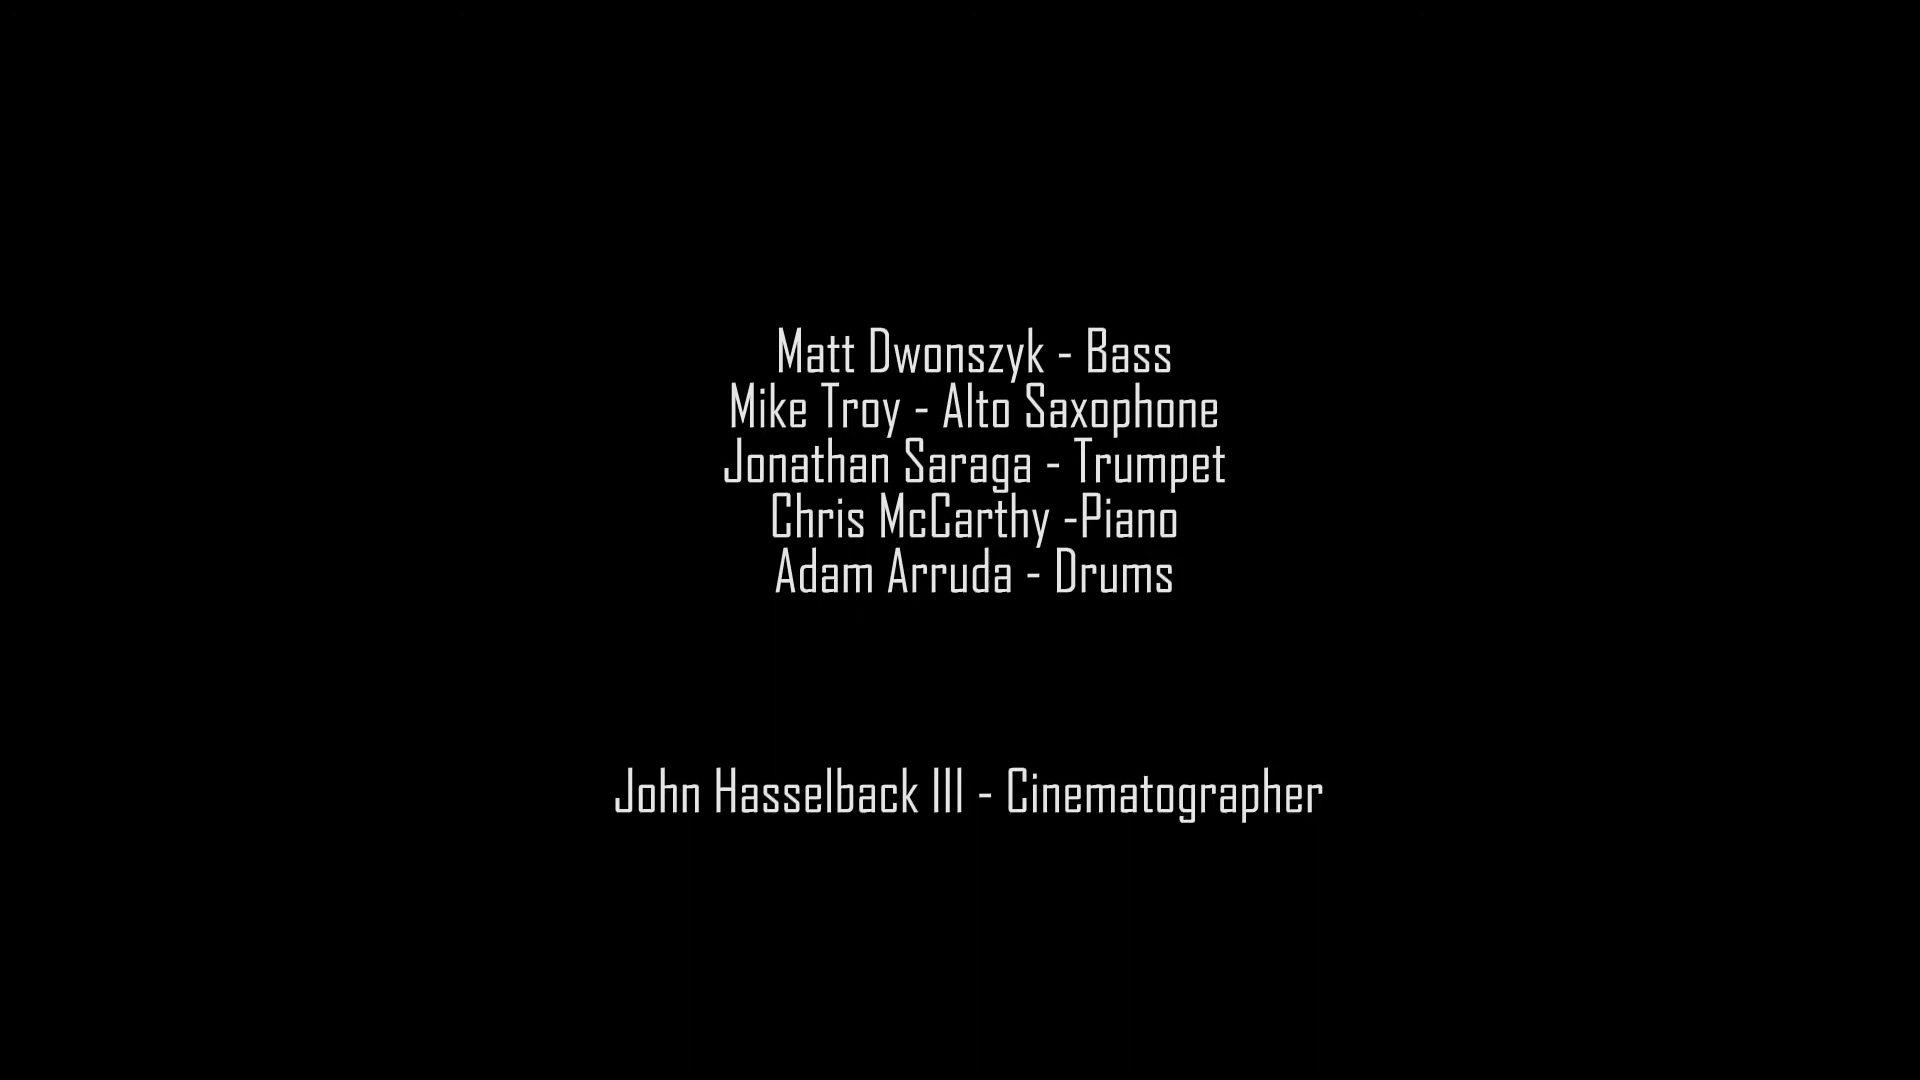 Matt Dwonszyk - Bass
Mike Troy - Alto Saxophone
Jonathan Saraga - Trumpet
Chris McCarthy -Piano
Adam Arruda - Drums
John Hasselback III - Cinematographer